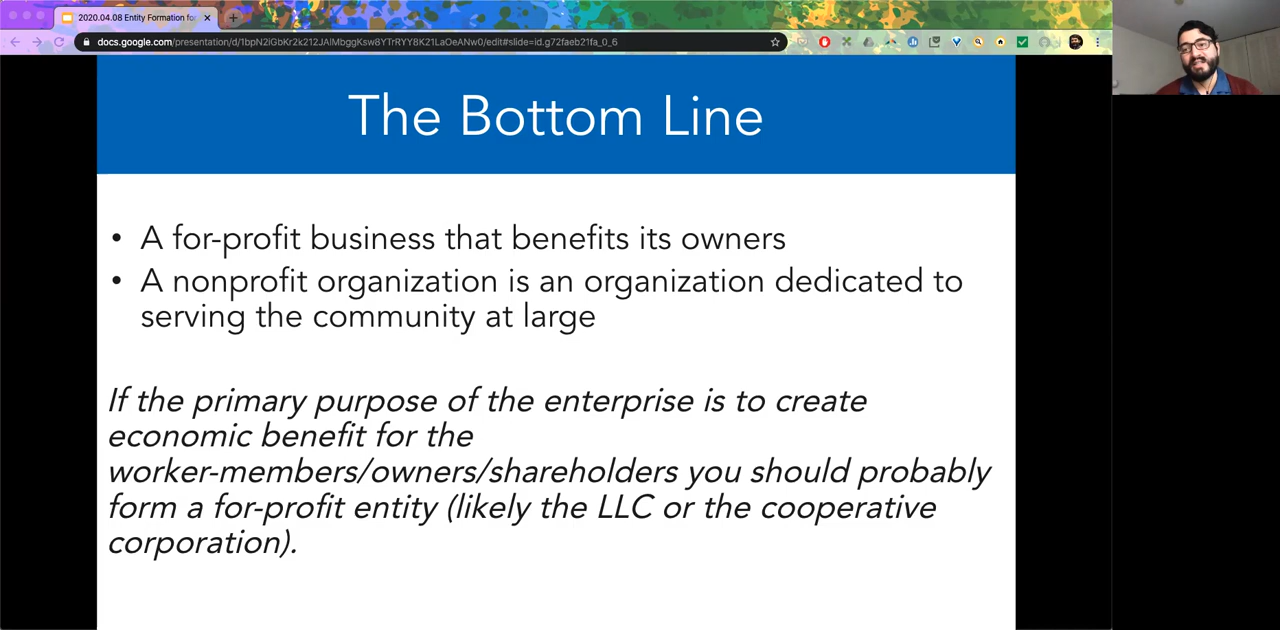 2020.04.08 Entity Formation for
docs.google.com/presentation/d/1bpN2iGbKr2k212JAIMbggKsw8YTrRYY8K21LaOeANw0/edit#slide=id.g72faeb21fa_0_6
The Bottom Line
• A for-profit business that benefits its owners
• A nonprofit organization is an organization dedicated to
serving the community at large
If the primary purpose of the enterprise is to create
economic benefit for the
worker-members/owners/shareholders you should probably
form a for-profit entity (likely the LLC or the cooperative
corporation).